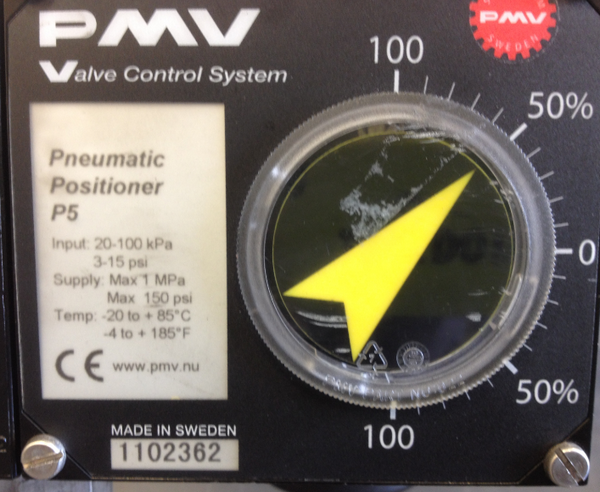 PMV
Valve Control System
PMV
SWEDEN
Pneumatic
Positioner
P5
Input: 20-100 kPa
3-15 psi
Supply: Max 1 MPa
Max 150 psi
Temp: -20 to + 85°C
-4 to + 185°F
CE www.pmv.nu
MADE IN SWEDEN
1102362
100
50%
0
50%
100